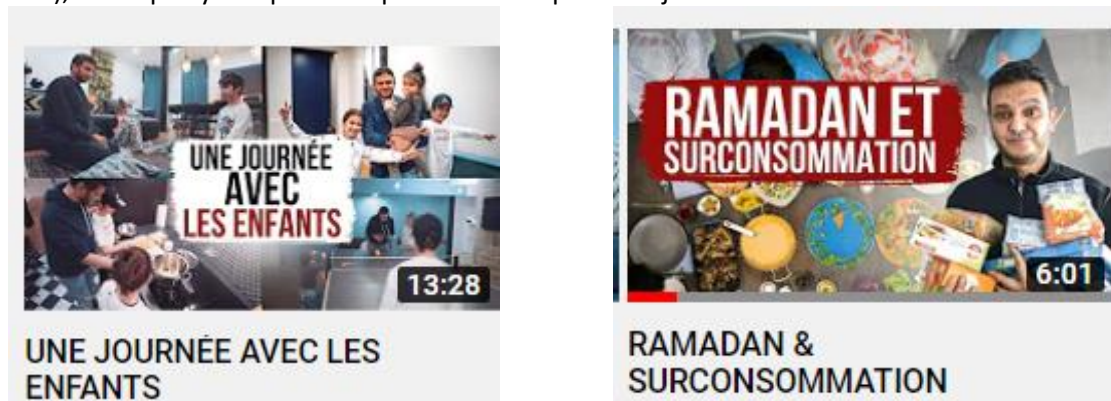 UNE JOURNÉE
AVEC
LES ENFANTS
13:28
UNE JOURNÉE AVEC LES
ENFANTS
RAMADAN ET
SURCONSOMMATION
6:01
RAMADAN &
SURCONSOMMATION